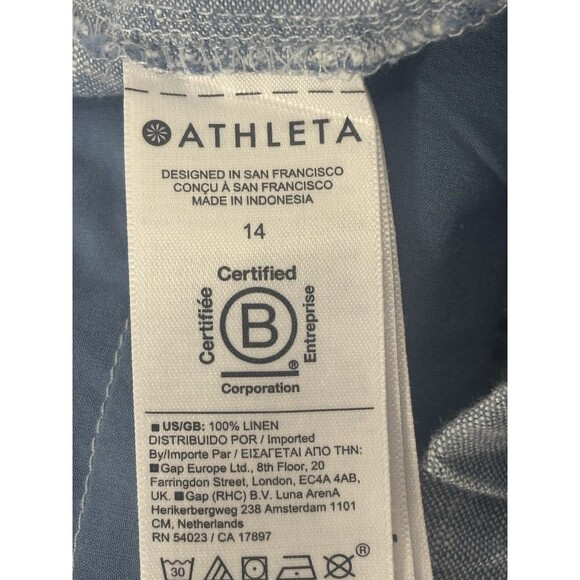 ATHLETA
DESIGNED IN SAN FRANCISCO
CONÇU À SAN FRANCISCO
MADE IN INDONESIA
14
Certified
Certifiée
B
Entreprise
®
Corporation
■ US/GB: 100% LINEN
DISTRIBUIDO POR / Imported
By/Importe Par / ΕΙΣΑΓΕΤΑΙ ΑΠΟ ΤΗΝ:
■ Gap Europe Ltd., 8th Floor, 20
Farringdon Street, London, EC4A 4AB,
UK. ■ Gap (RHC) B.V. Luna ArenA
Herikerbergweg 238 Amsterdam 1101
CM, Netherlands
RN 54023 / CA 17897
30 ®